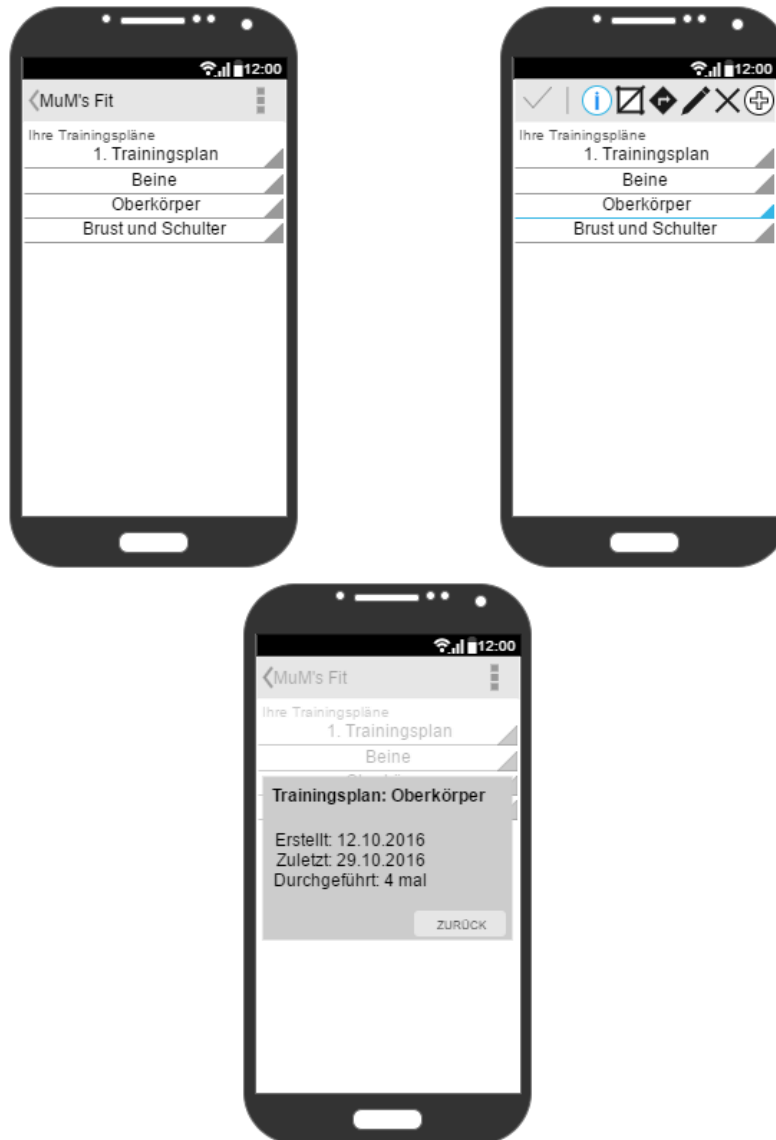 12:00
MuM's Fit
Ihre Trainingspläne
1. Trainingsplan
Beine
Oberkörper
Brust und Schulter
12:00
i
Ihre Trainingspläne
1. Trainingsplan
Beine
Oberkörper
Brust und Schulter
12:00
MuM's Fit
Ihre Trainingspläne
1. Trainingsplan
Beine
Trainingsplan: Oberkörper
Erstellt: 12.10.2016
Zuletzt: 29.10.2016
Durchgeführt: 4 mal
ZURÜCK